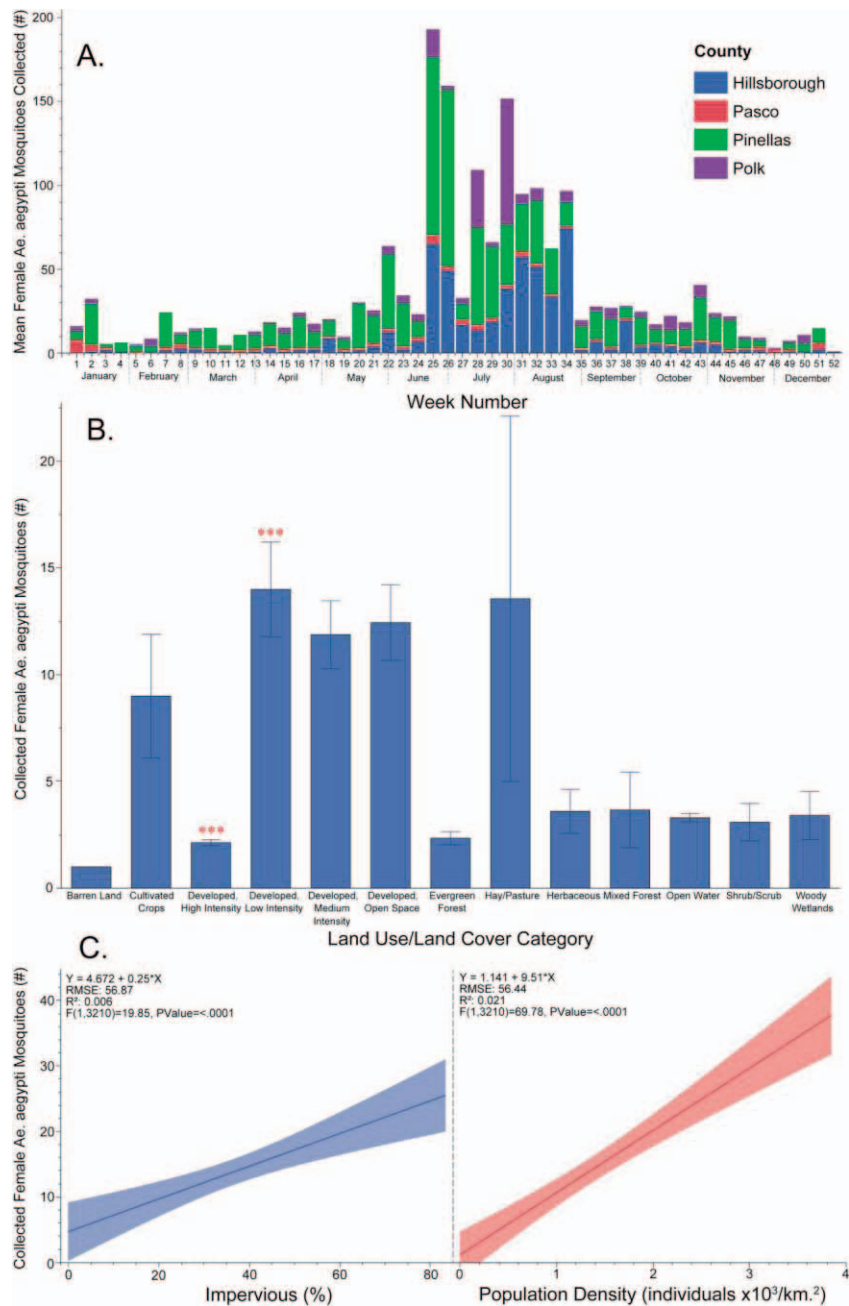 A.
Mean Female Ae. aegypti Mosquitoes Collected (#)
200
150
100
50
0
County
Hillsborough
Pasco
Pinellas
Polk
1 2 3 4 5 6 7 8 9 10 11 12 13 14 15 16 17 18 19 20 21 22 23 24 25 26 27 28 29 30 31 32 33 34 35 36 37 38 39 40 41 42 43 44 45 46 47 48 49 50 51 52
January February March April May June July August September October November December
Week Number
B.
Collected Female Ae. aegypti Mosquitoes (#)
20
15
10
5
0
***
***
Barren Land Cultivated Developed, Developed, Developed, Developed, Evergreen Hay/Pasture Herbaceous Mixed Forest Open Water Shrub/Scrub Woody
Crops High Intensity Low Intensity Medium Open Space Forest Wetlands
Intensity
Land Use/Land Cover Category
C.
Collected Female Ae. aegypti Mosquitoes (#)
40
30
20
10
0
Y = 4.672 + 0.25*X
RMSE: 56.87
R²: 0.006
F(1,3210)=19.85, PValue=<.0001
0 20 40 60 80
Impervious (%)
Y = 1.141 + 9.51*X
RMSE: 56.44
R²: 0.021
F(1,3210)=69.78, PValue=<.0001
0 1 2 3 4
Population Density (individuals x10³/km.²)